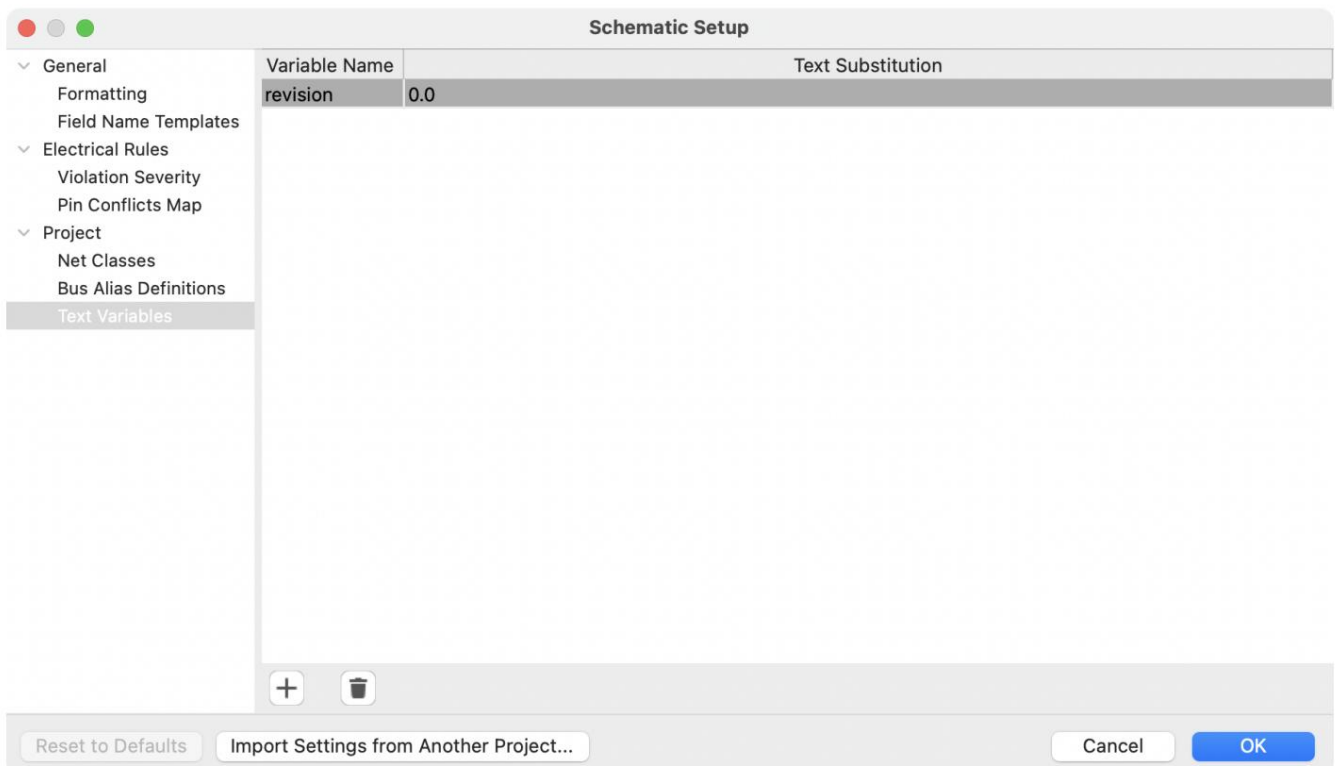 Schematic Setup
General
Formatting
Field Name Templates
Electrical Rules
Violation Severity
Pin Conflicts Map
Project
Net Classes
Bus Alias Definitions
Text Variables
Variable Name Text Substitution
revision 0.0
Reset to Defaults Import Settings from Another Project... Cancel OK